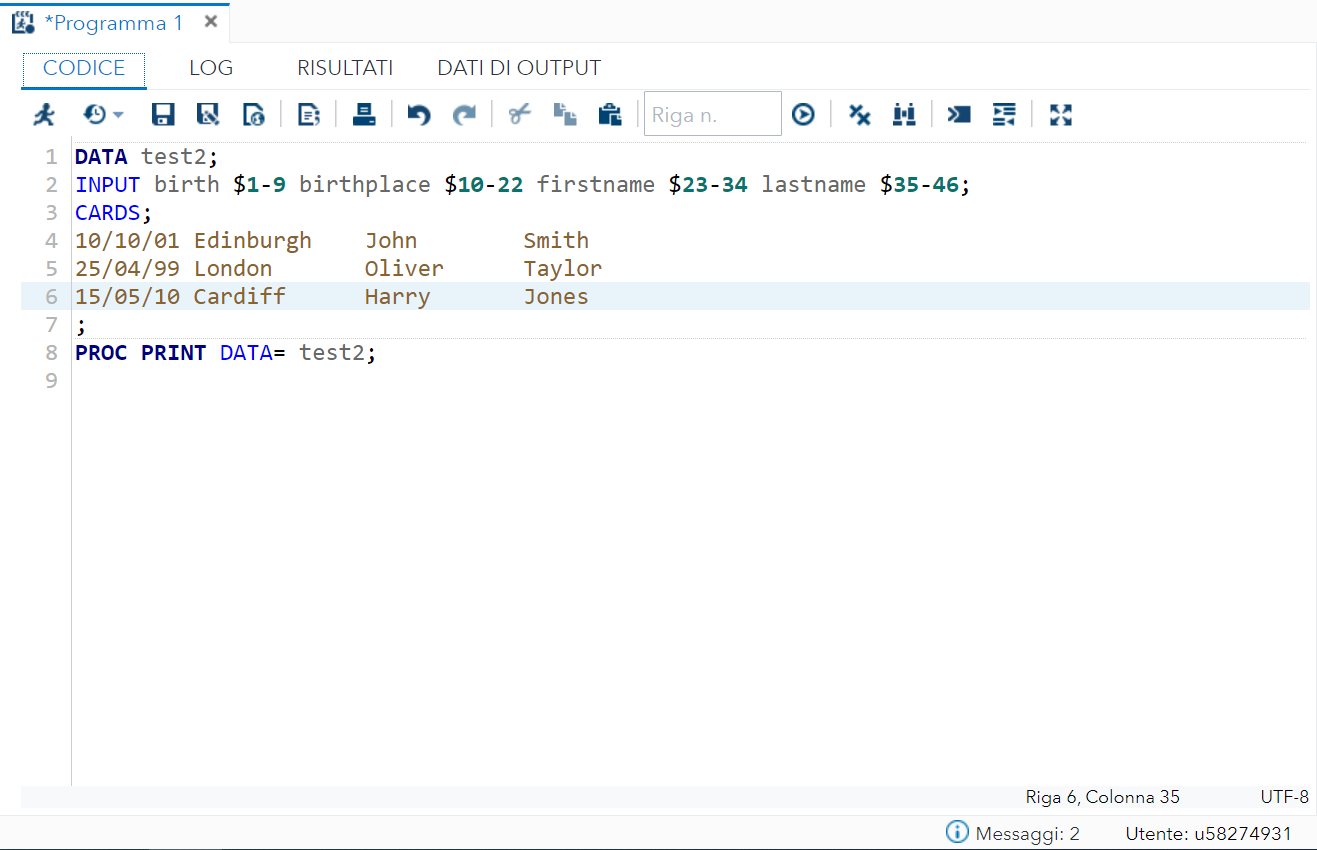 *Programma 1
CODICE LOG RISULTATI DATI DI OUTPUT
Riga n.
1 DATA test2;
2 INPUT birth $1-9 birthplace $10-22 firstname $23-34 lastname $35-46;
3 CARDS;
4 10/10/01 Edinburgh    John        Smith
5 25/04/99 London       Oliver      Taylor
6 15/05/10 Cardiff      Harry       Jones
7 ;
8 PROC PRINT DATA= test2;
9
Riga 6, Colonna 35 UTF-8
Messaggi: 2 Utente: u58274931